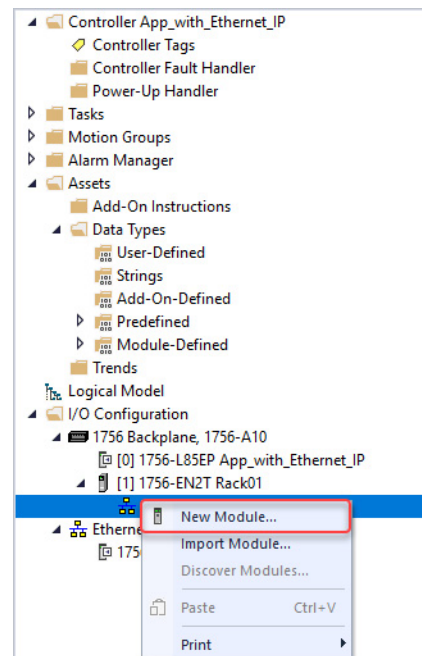 Controller App_with_Ethernet_IP
Controller Tags
Controller Fault Handler
Power-Up Handler
Tasks
Motion Groups
Alarm Manager
Assets
Add-On Instructions
Data Types
User-Defined
Strings
Add-On-Defined
Predefined
Module-Defined
Trends
Logical Model
I/O Configuration
1756 Backplane, 1756-A10
[0] 1756-L85EP App_with_Ethernet_IP
[1] 1756-EN2T Rack01
New Module...
Etherne
Import Module...
175
Discover Modules...
Paste Ctrl+V
Print